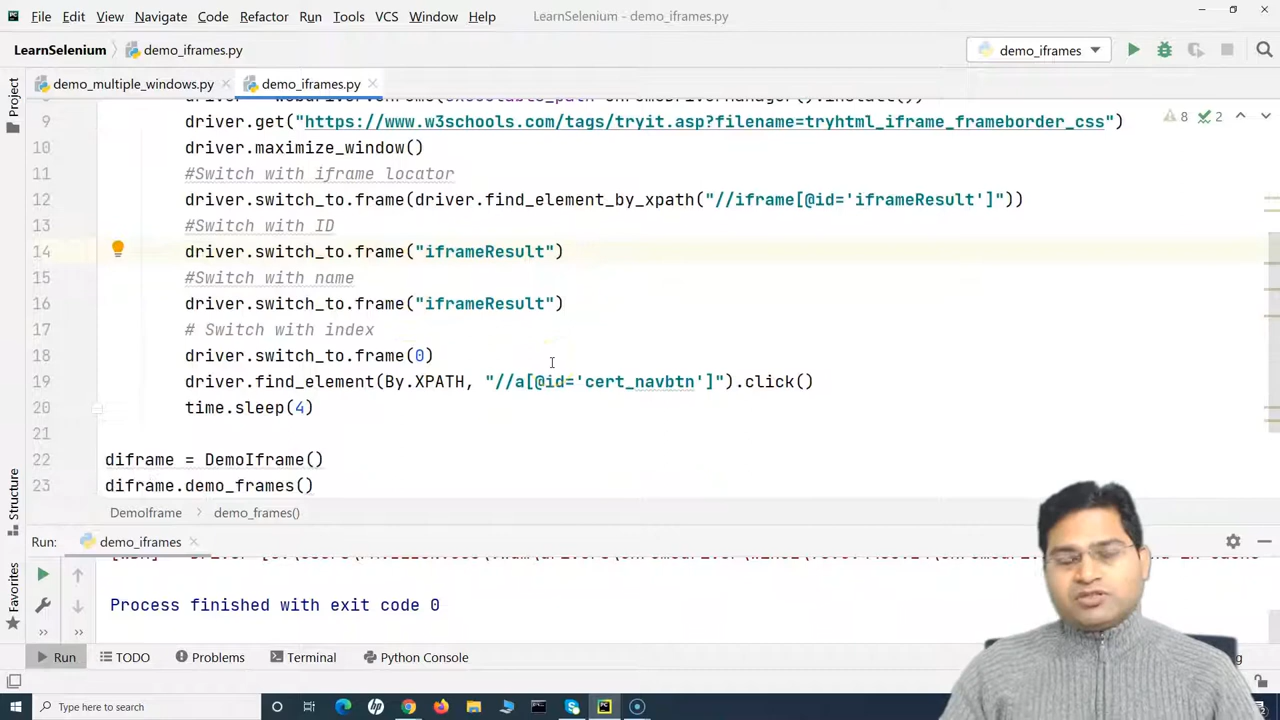 File Edit View Navigate Code Refactor Run Tools VCS Window Help LearnSelenium - demo_iframes.py
LearnSelenium demo_iframes.py demo_iframes
demo_multiple_windows.py demo_iframes.py
Project
8 2
9 driver.get("https://www.w3schools.com/tags/tryit.asp?filename=tryhtml_iframe_frameborder_css")
10 driver.maximize_window()
11 #Switch with iframe locator
12 driver.switch_to.frame(driver.find_element_by_xpath("//iframe[@id='iframeResult']"))
13 #Switch with ID
14 driver.switch_to.frame("iframeResult")
15 #Switch with name
16 driver.switch_to.frame("iframeResult")
17 # Switch with index
18 driver.switch_to.frame(0)
19 driver.find_element(By.XPATH, "//a[@id='cert_navbtn']").click()
20 time.sleep(4)
21
22 diframe = DemoIframe()
23 diframe.demo_frames()
Structure
DemoIframe demo_frames()
Run: demo_iframes
Favorites
Process finished with exit code 0
Run TODO Problems Terminal Python Console
Type here to search